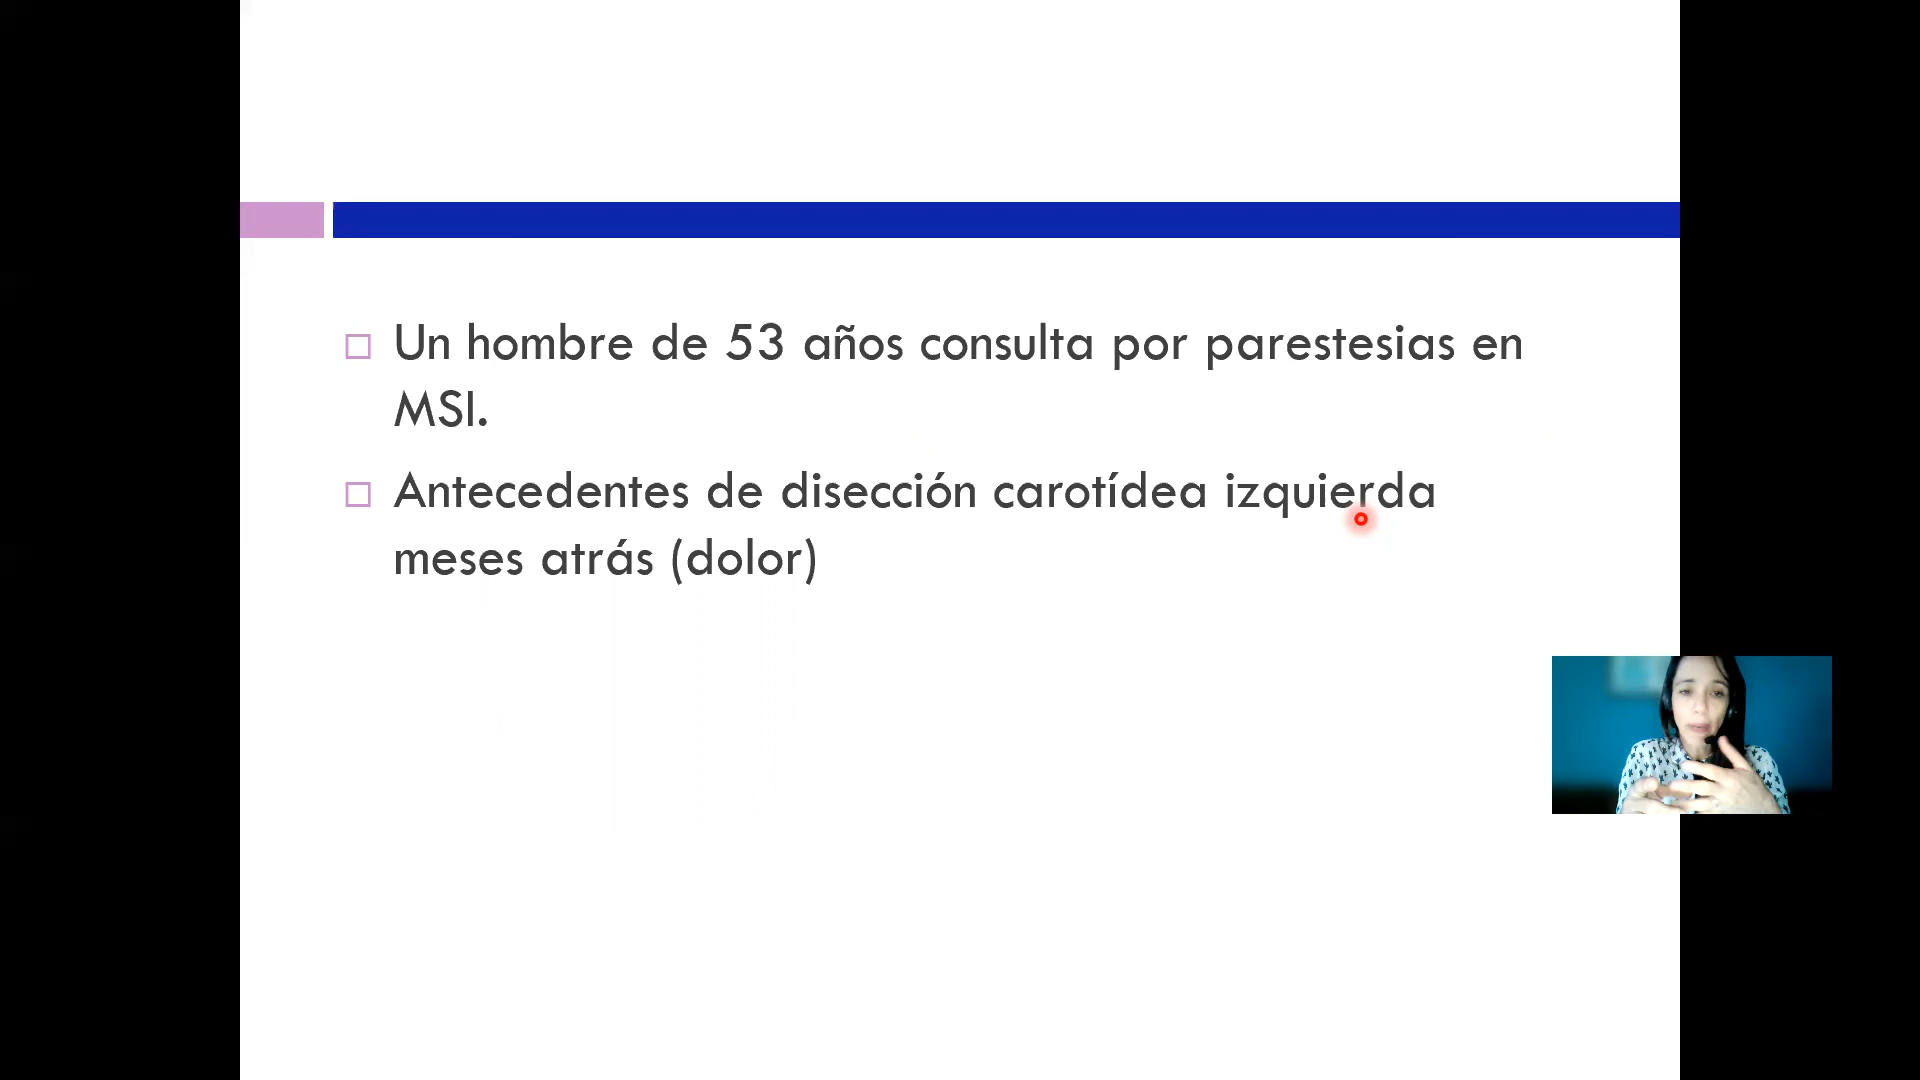 Un hombre de 53 años consulta por parestesias en
MSI.
Antecedentes de disección carotídea izquierda
meses atrás (dolor)